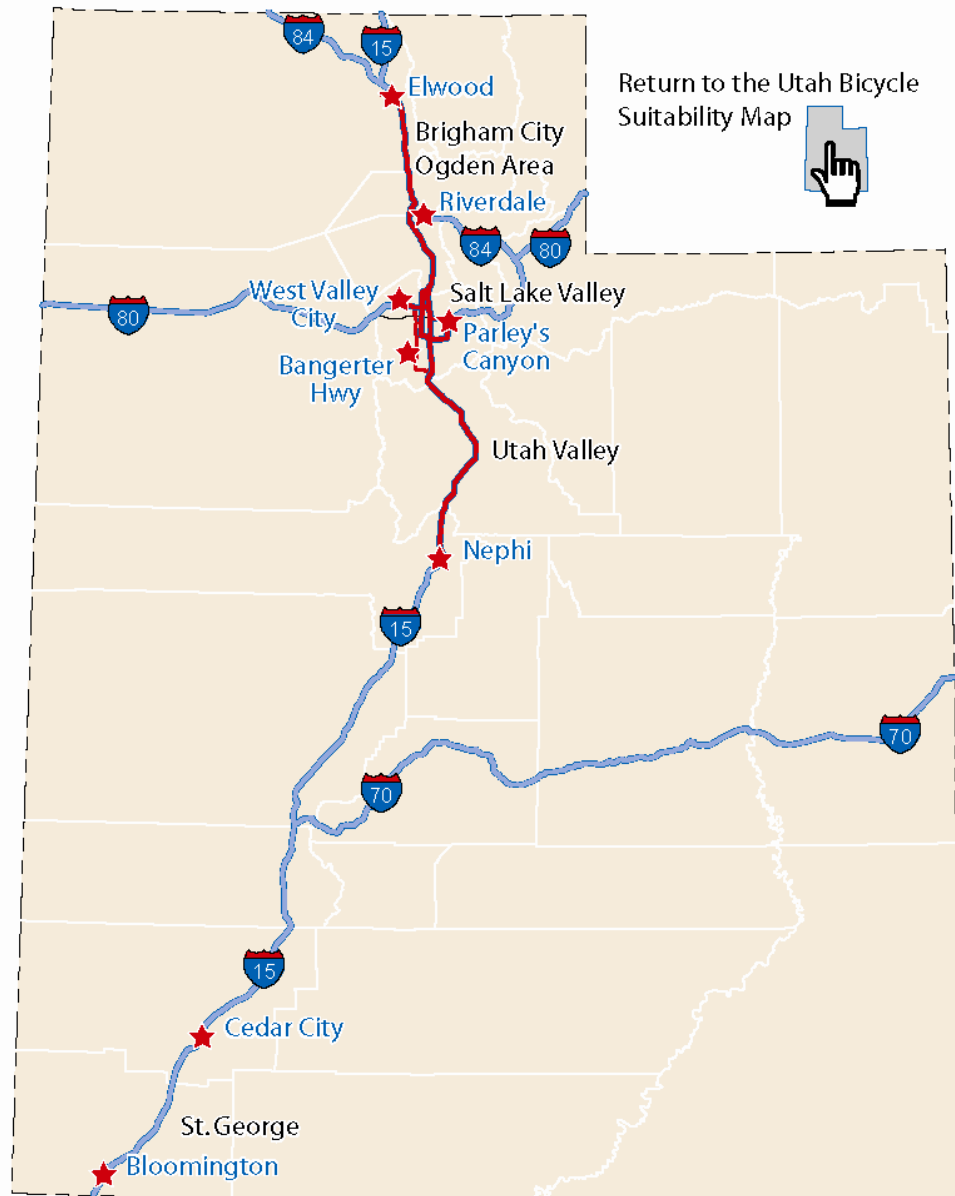 84
15
Elwood
Return to the Utah Bicycle
Suitability Map
Brigham City
Ogden Area
Riverdale
84
80
West Valley
City
Salt Lake Valley
80
Parley's
Canyon
Bangerter
Hwy
Utah Valley
Nephi
15
70
70
15
Cedar City
St. George
Bloomington